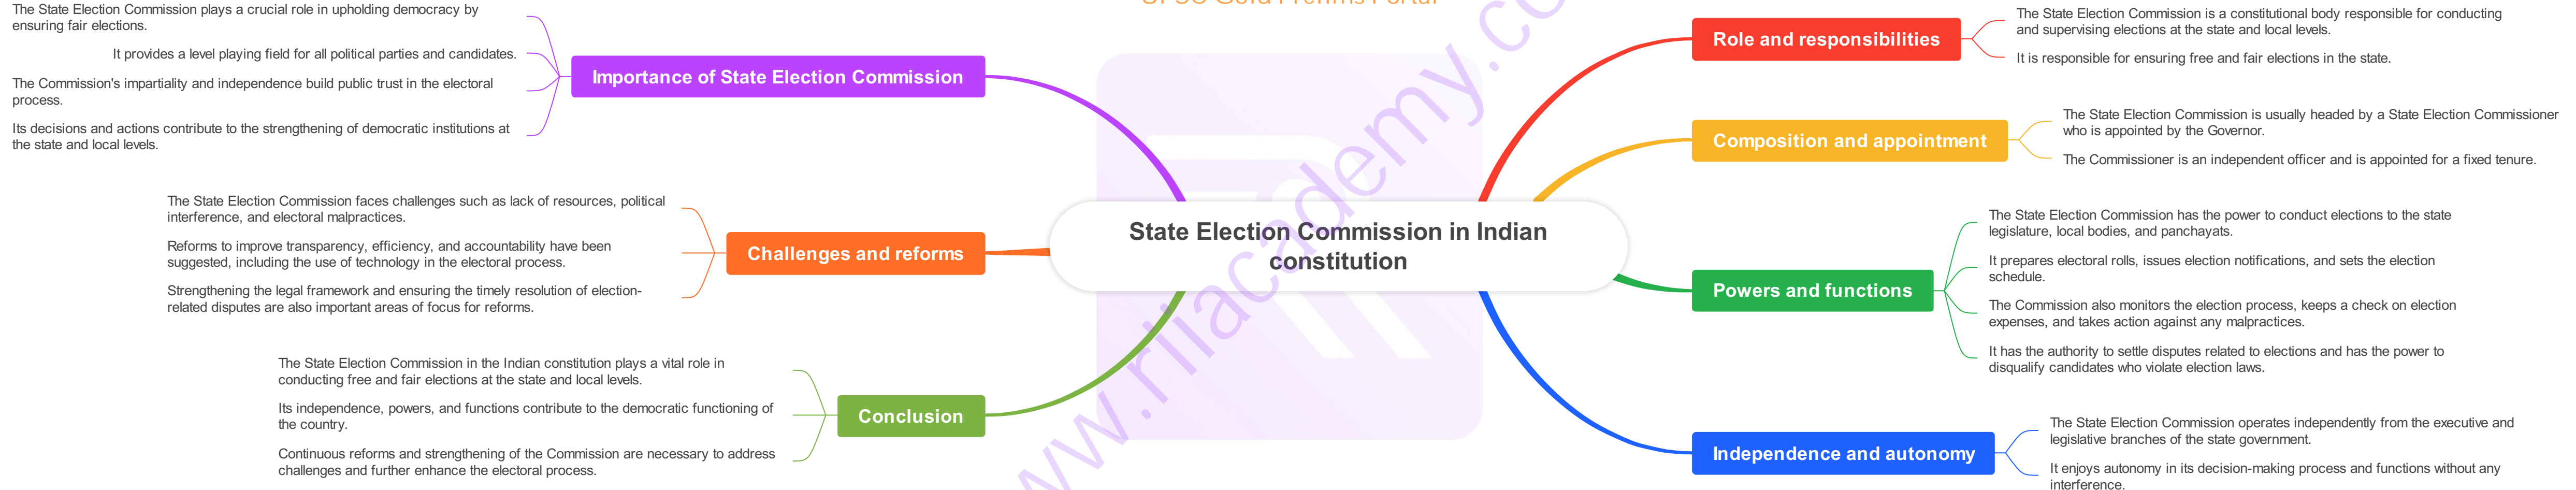 UPSC Gold Prelims Portal
State Election Commission in Indian
constitution
Role and responsibilities
The State Election Commission is a constitutional body responsible for conducting
and supervising elections at the state and local levels.
It is responsible for ensuring free and fair elections in the state.
Composition and appointment
The State Election Commission is usually headed by a State Election Commissioner
who is appointed by the Governor.
The Commissioner is an independent officer and is appointed for a fixed tenure.
Powers and functions
The State Election Commission has the power to conduct elections to the state
legislature, local bodies, and panchayats.
It prepares electoral rolls, issues election notifications, and sets the election
schedule.
The Commission also monitors the election process, keeps a check on election
expenses, and takes action against any malpractices.
It has the authority to settle disputes related to elections and has the power to
disqualify candidates who violate election laws.
Independence and autonomy
The State Election Commission operates independently from the executive and
legislative branches of the state government.
It enjoys autonomy in its decision-making process and functions without any
interference.
Importance of State Election Commission
The State Election Commission plays a crucial role in upholding democracy by
ensuring fair elections.
It provides a level playing field for all political parties and candidates.
The Commission's impartiality and independence build public trust in the electoral
process.
Its decisions and actions contribute to the strengthening of democratic institutions at
the state and local levels.
Challenges and reforms
The State Election Commission faces challenges such as lack of resources, political
interference, and electoral malpractices.
Reforms to improve transparency, efficiency, and accountability have been
suggested, including the use of technology in the electoral process.
Strengthening the legal framework and ensuring the timely resolution of election-
related disputes are also important areas of focus for reforms.
Conclusion
The State Election Commission in the Indian constitution plays a vital role in
conducting free and fair elections at the state and local levels.
Its independence, powers, and functions contribute to the democratic functioning of
the country.
Continuous reforms and strengthening of the Commission are necessary to address
challenges and further enhance the electoral process.